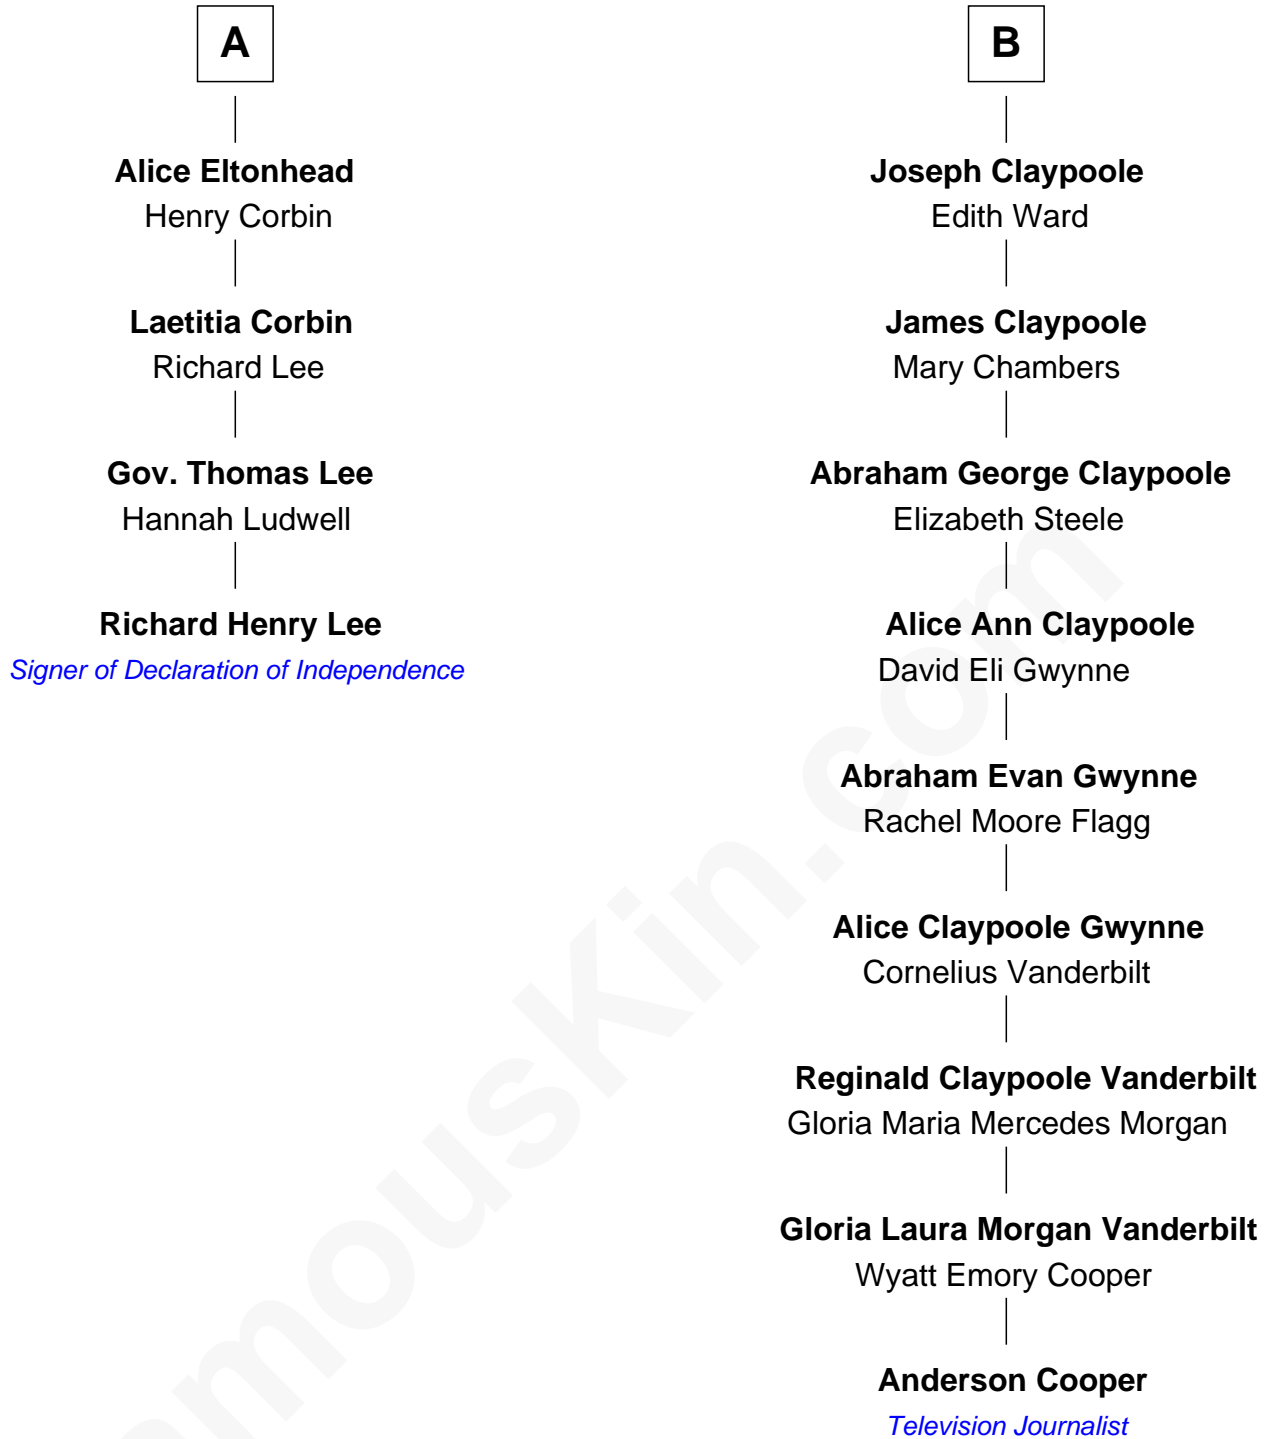 A
Alice Eltonhead
Henry Corbin
Laetitia Corbin
Richard Lee
Gov. Thomas Lee
Hannah Ludwell
Richard Henry Lee
Signer of Declaration of Independence
B
Joseph Claypoole
Edith Ward
James Claypoole
Mary Chambers
Abraham George Claypoole
Elizabeth Steele
Alice Ann Claypoole
David Eli Gwynne
Abraham Evan Gwynne
Rachel Moore Flagg
Alice Claypoole Gwynne
Cornelius Vanderbilt
Reginald Claypoole Vanderbilt
Gloria Maria Mercedes Morgan
Gloria Laura Morgan Vanderbilt
Wyatt Emory Cooper
Anderson Cooper
Television Journalist
amouskin.com